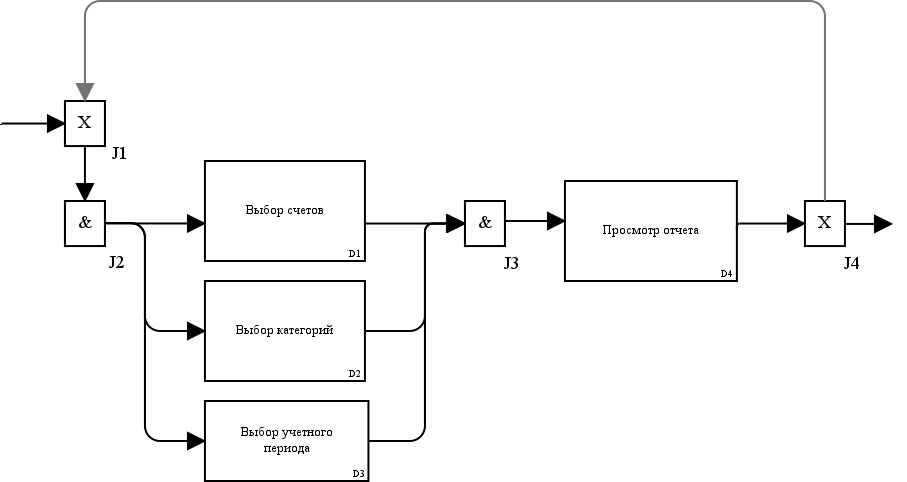 X
J1
&
J2
Выбор счетов
D1
Выбор категорий
D2
Выбор учетного
периода
D3
&
J3
Просмотр отчета
D4
X
J4